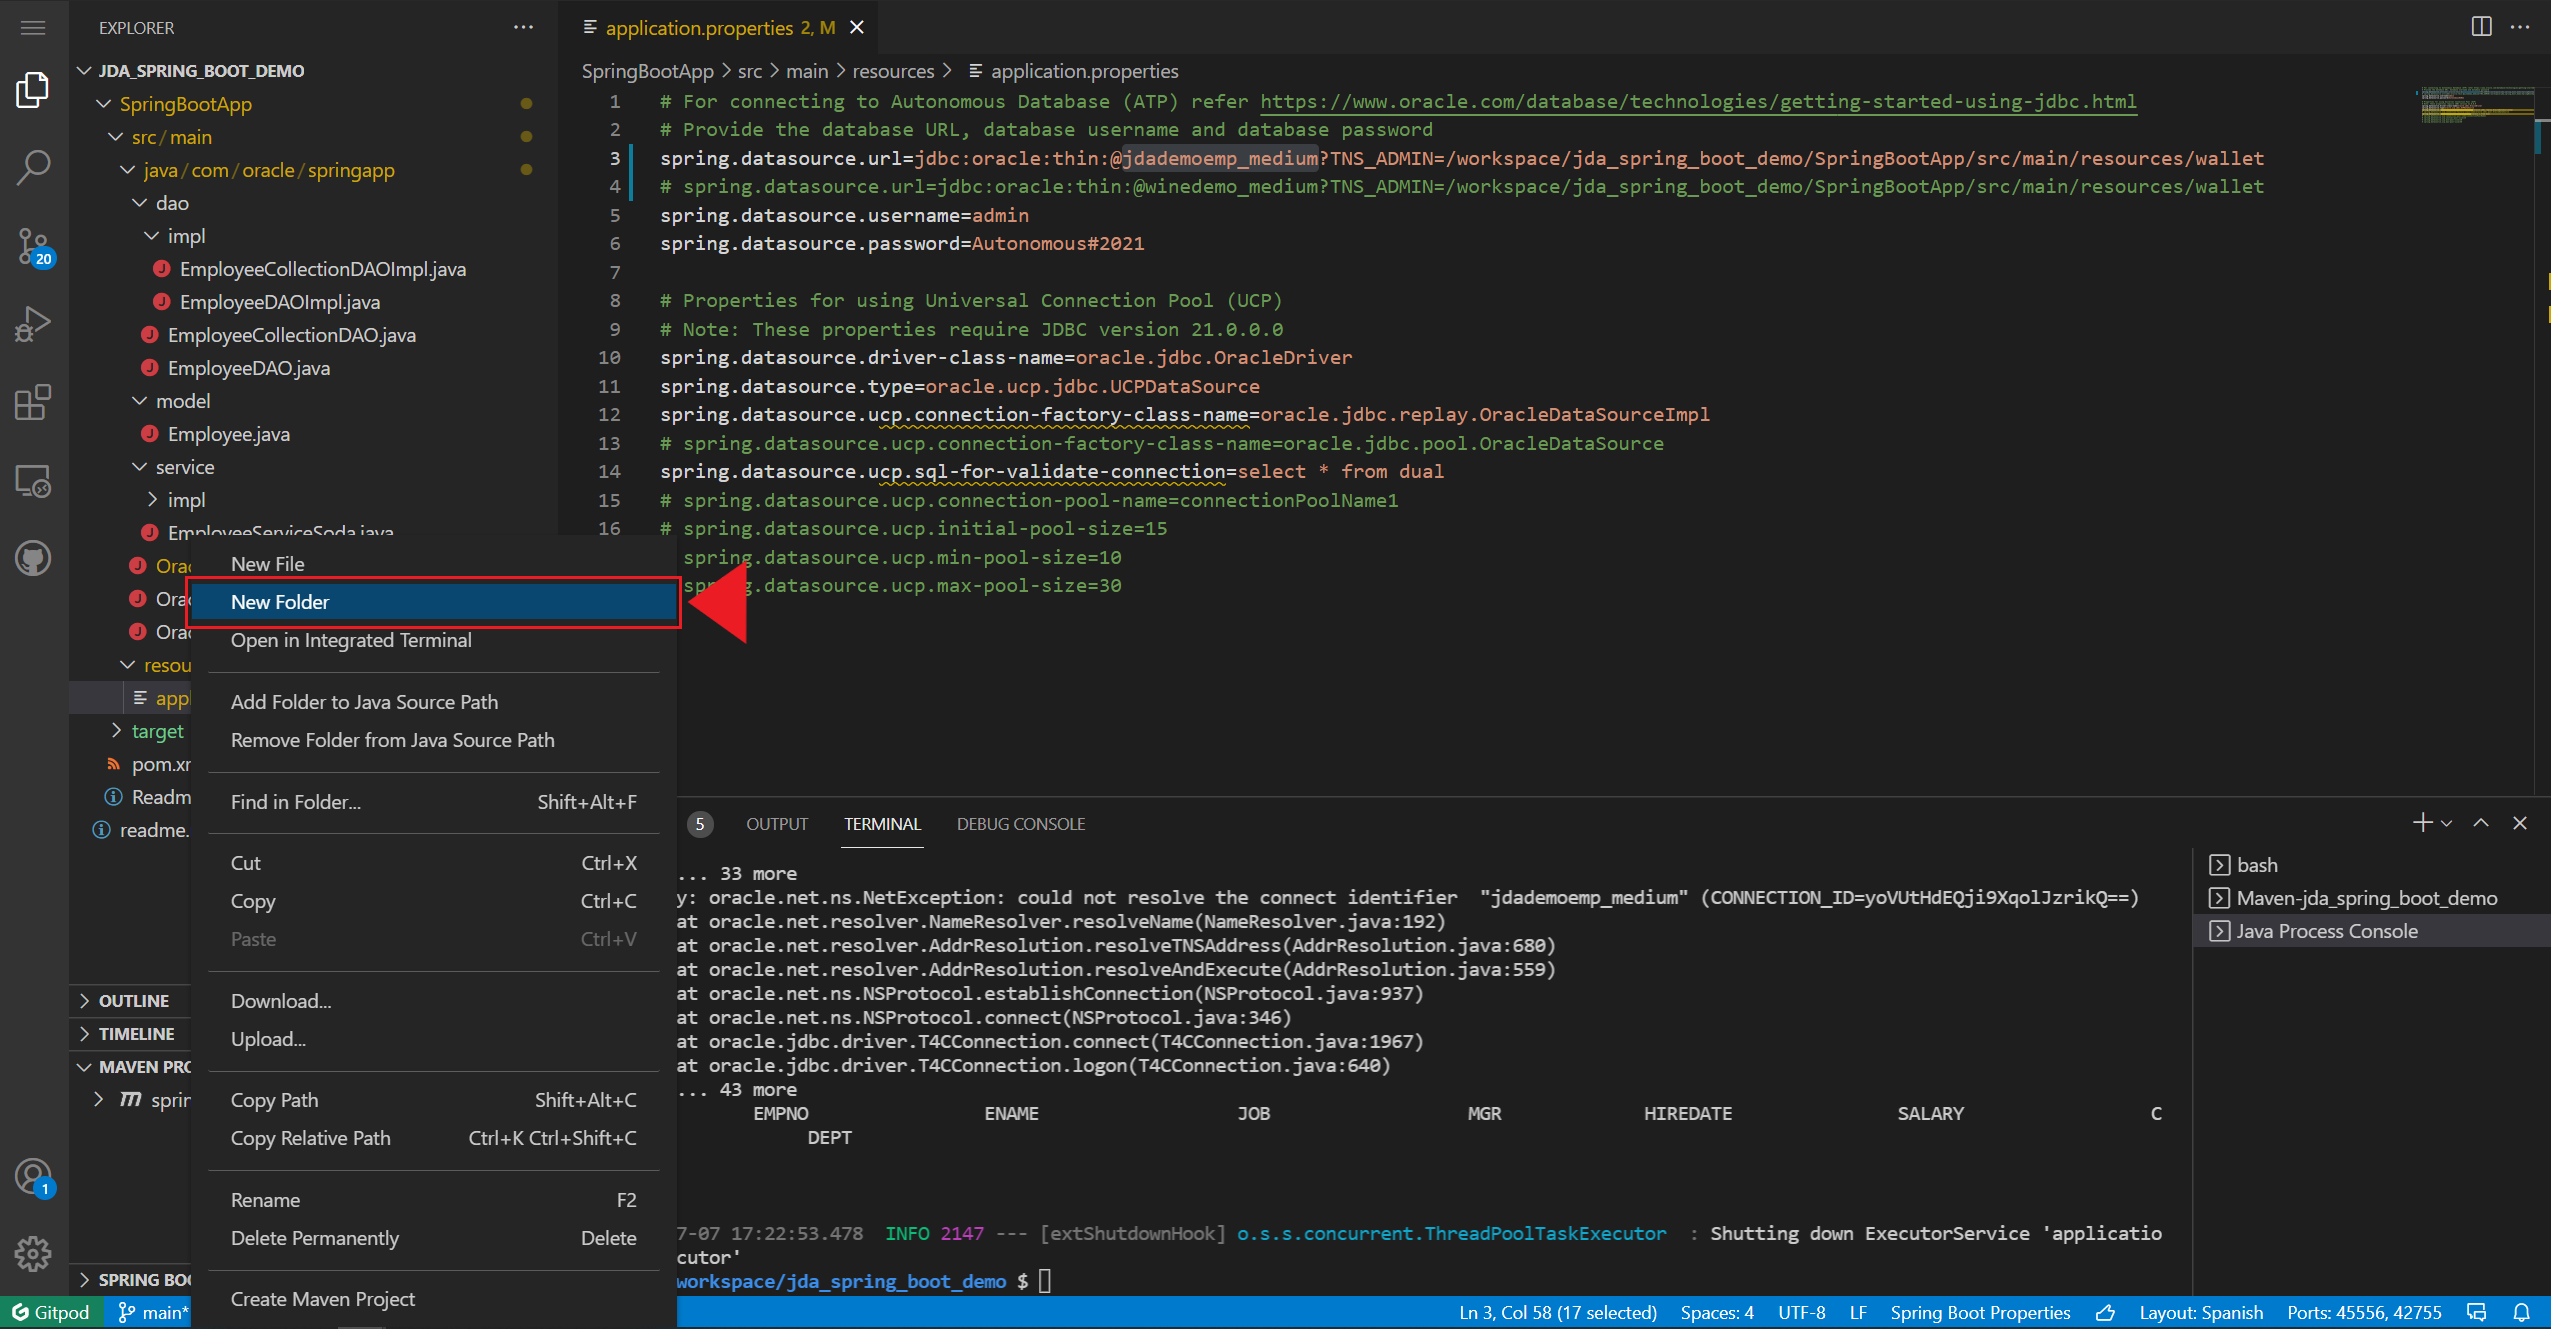 EXPLORER
JDA_SPRING_BOOT_DEMO
SpringBootApp
src/main
java/com/oracle/springapp
dao
impl
EmployeeCollectionDAOImpl.java
EmployeeDAOImpl.java
EmployeeCollectionDAO.java
EmployeeDAO.java
model
Employee.java
service
impl
EmployeeServiceSoda.java
Orac
Orac
Orac
resou
appl
target
pom.xm
Readm
readme.
OUTLINE
TIMELINE
MAVEN PRO
m sprin
SPRING BOO
20
1
New File
New Folder
Open in Integrated Terminal
Add Folder to Java Source Path
Remove Folder from Java Source Path
Find in Folder... Shift+Alt+F
Cut Ctrl+X
Copy Ctrl+C
Paste Ctrl+V
Download...
Upload...
Copy Path Shift+Alt+C
Copy Relative Path Ctrl+K Ctrl+Shift+C
Rename F2
Delete Permanently Delete
Create Maven Project
application.properties 2, M
SpringBootApp > src > main > resources > application.properties
1 # For connecting to Autonomous Database (ATP) refer https://www.oracle.com/database/technologies/getting-started-using-jdbc.html
2 # Provide the database URL, database username and database password
3 spring.datasource.url=jdbc:oracle:thin:@jdademoemp_medium?TNS_ADMIN=/workspace/jda_spring_boot_demo/SpringBootApp/src/main/resources/wallet
4 # spring.datasource.url=jdbc:oracle:thin:@winedemo_medium?TNS_ADMIN=/workspace/jda_spring_boot_demo/SpringBootApp/src/main/resources/wallet
5 spring.datasource.username=admin
6 spring.datasource.password=Autonomous#2021
7
8 # Properties for using Universal Connection Pool (UCP)
9 # Note: These properties require JDBC version 21.0.0.0
10 spring.datasource.driver-class-name=oracle.jdbc.OracleDriver
11 spring.datasource.type=oracle.ucp.jdbc.UCPDataSource
12 spring.datasource.ucp.connection-factory-class-name=oracle.jdbc.replay.OracleDataSourceImpl
13 # spring.datasource.ucp.connection-factory-class-name=oracle.jdbc.pool.OracleDataSource
14 spring.datasource.ucp.sql-for-validate-connection=select * from dual
15 # spring.datasource.ucp.connection-pool-name=connectionPoolName1
16 # spring.datasource.ucp.initial-pool-size=15
spring.datasource.ucp.min-pool-size=10
spring.datasource.ucp.max-pool-size=30
5 OUTPUT TERMINAL DEBUG CONSOLE
... 33 more
y: oracle.net.ns.NetException: could not resolve the connect identifier  "jdademoemp_medium" (CONNECTION_ID=yoVUtHdEQji9XqolJzrikQ==)
at oracle.net.resolver.NameResolver.resolveName(NameResolver.java:192)
at oracle.net.resolver.AddrResolution.resolveTNSAddress(AddrResolution.java:680)
at oracle.net.resolver.AddrResolution.resolveAndExecute(AddrResolution.java:559)
at oracle.net.ns.NSProtocol.establishConnection(NSProtocol.java:937)
at oracle.net.ns.NSProtocol.connect(NSProtocol.java:346)
at oracle.jdbc.driver.T4CConnection.connect(T4CConnection.java:1967)
at oracle.jdbc.driver.T4CConnection.logon(T4CConnection.java:640)
... 43 more
EMPNO ENAME JOB MGR HIREDATE SALARY C
DEPT
7-07 17:22:53.478  INFO 2147 --- [extShutdownHook] o.s.s.concurrent.ThreadPoolTaskExecutor  : Shutting down ExecutorService 'applicatio
cutor'
workspace/jda_spring_boot_demo $
bash
Maven-jda_spring_boot_demo
Java Process Console
Gitpod main* Ln 3, Col 58 (17 selected) Spaces: 4 UTF-8 LF Spring Boot Properties Layout: Spanish Ports: 45556, 42755